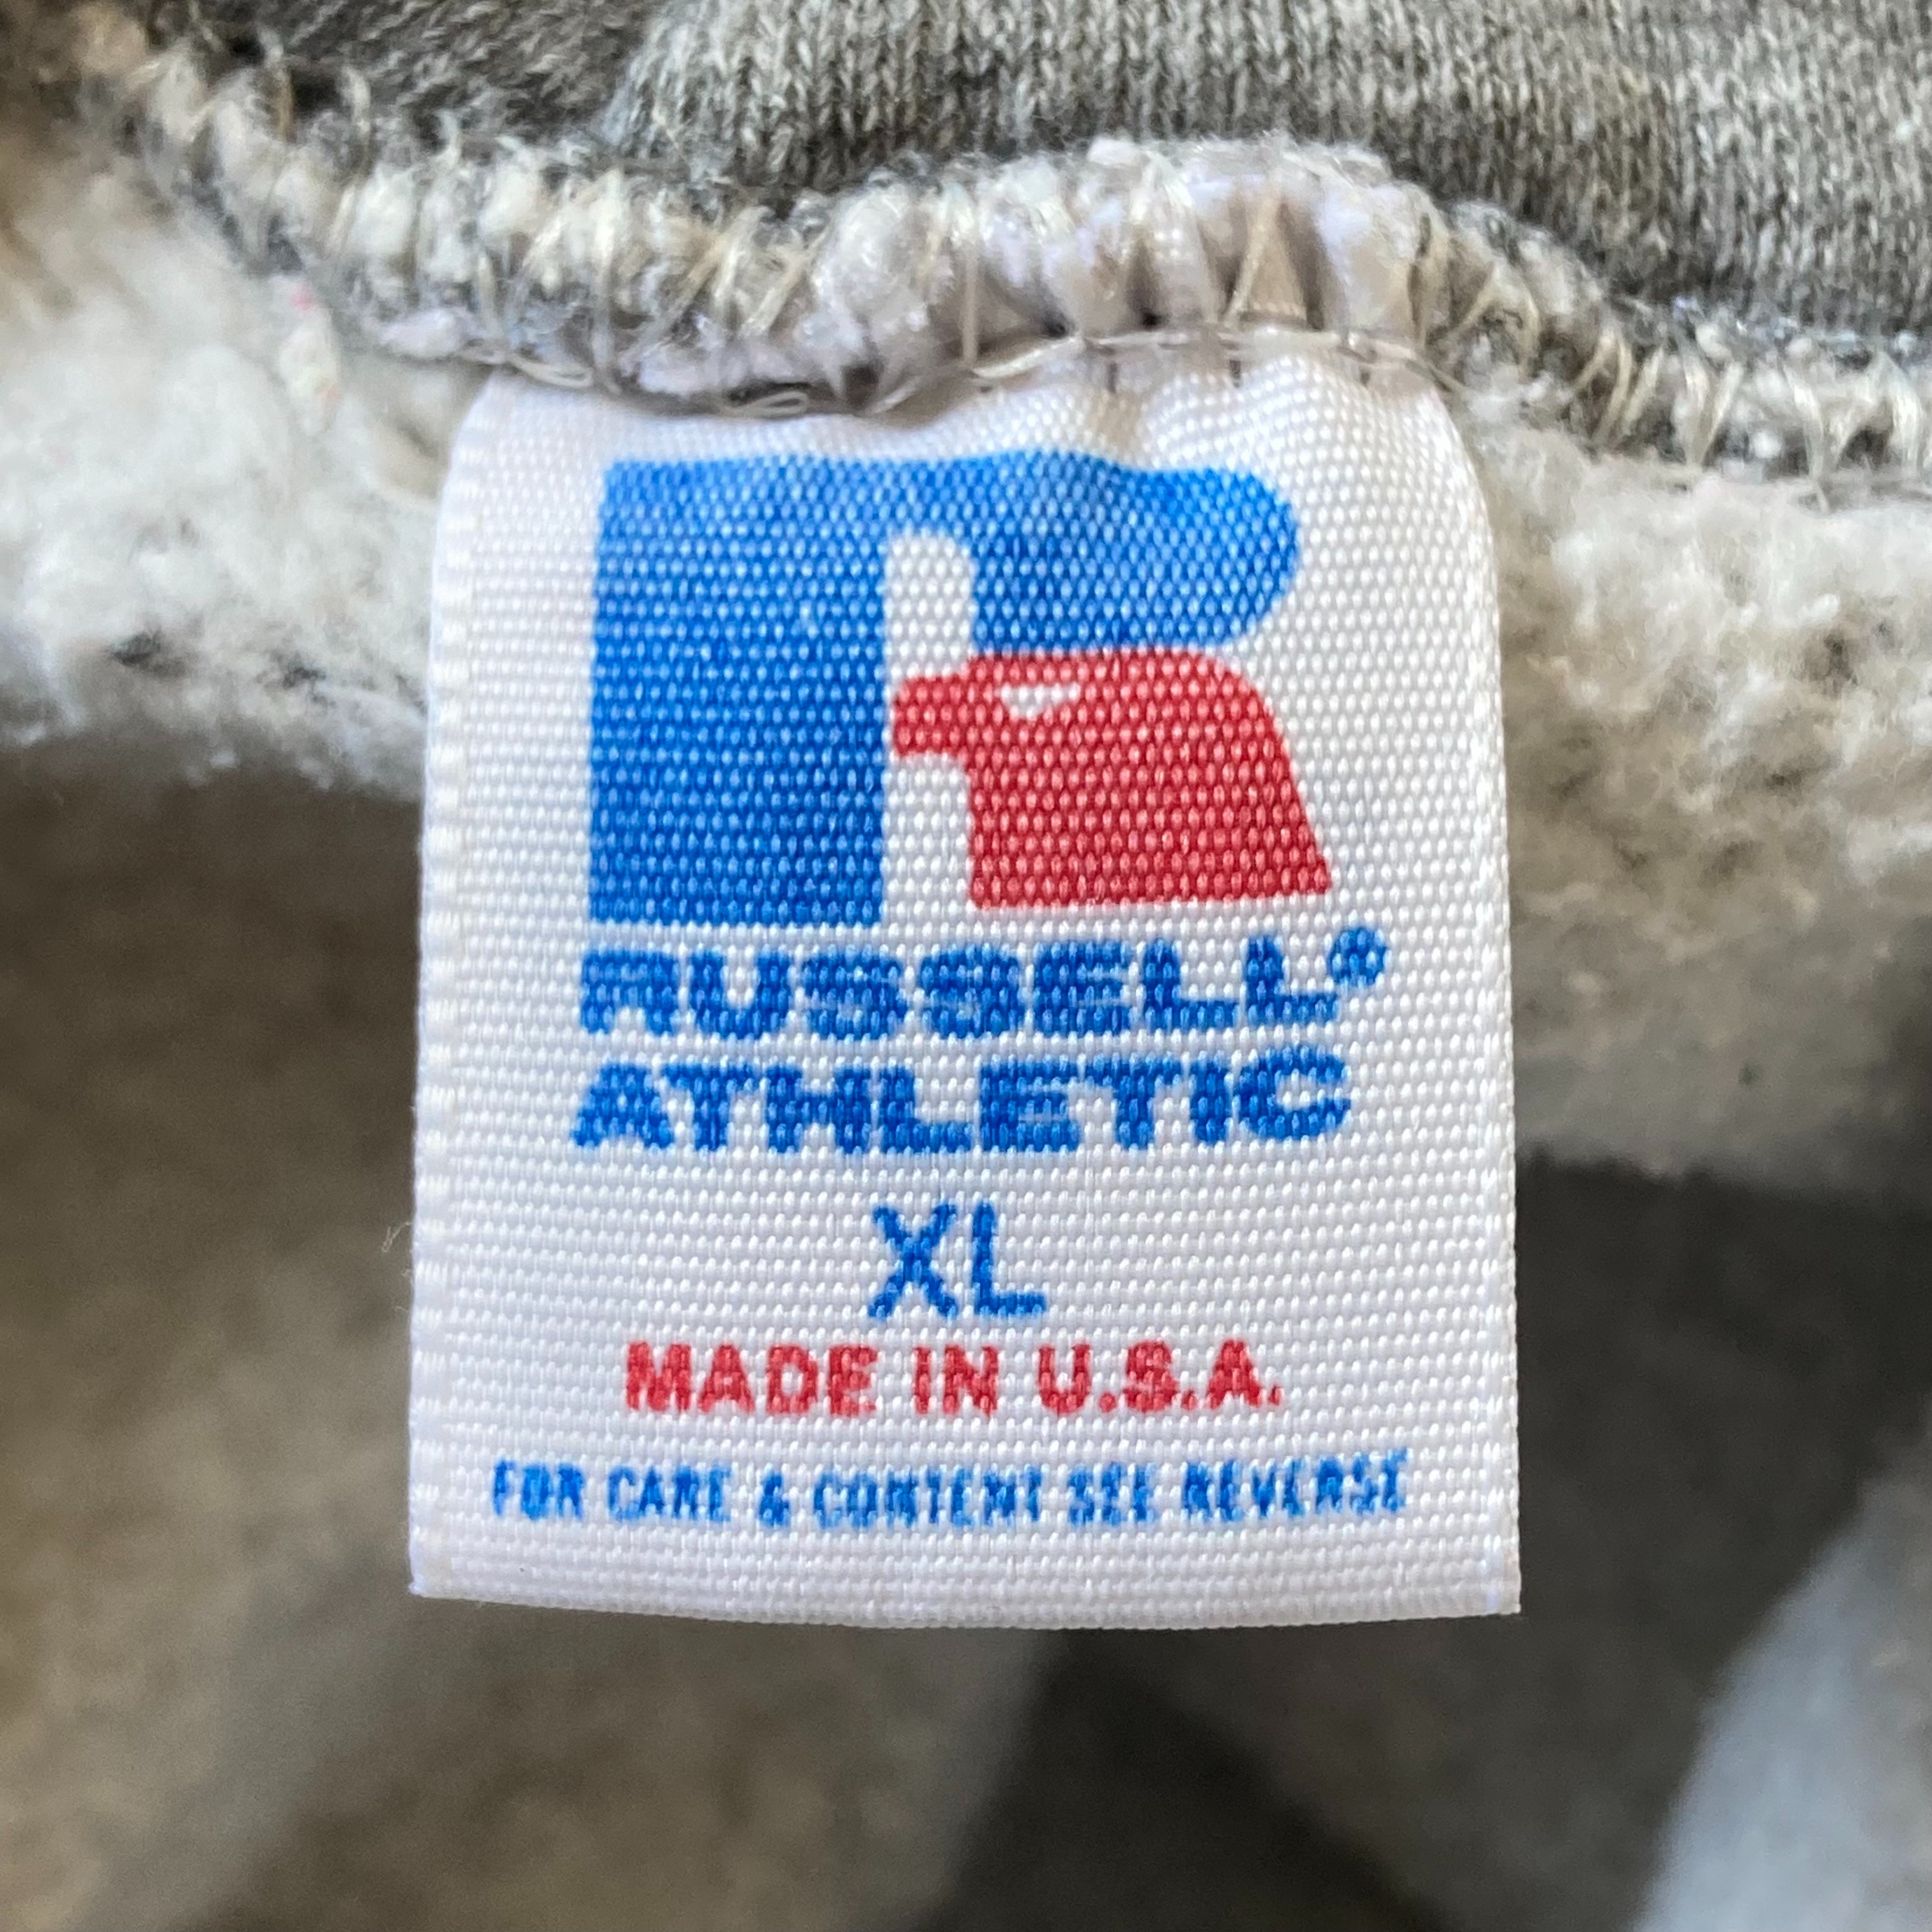 RUSSELL®
ATHLETIC
XL
MADE IN U.S.A.
FOR CARE & CONTENT SEE REVERSE